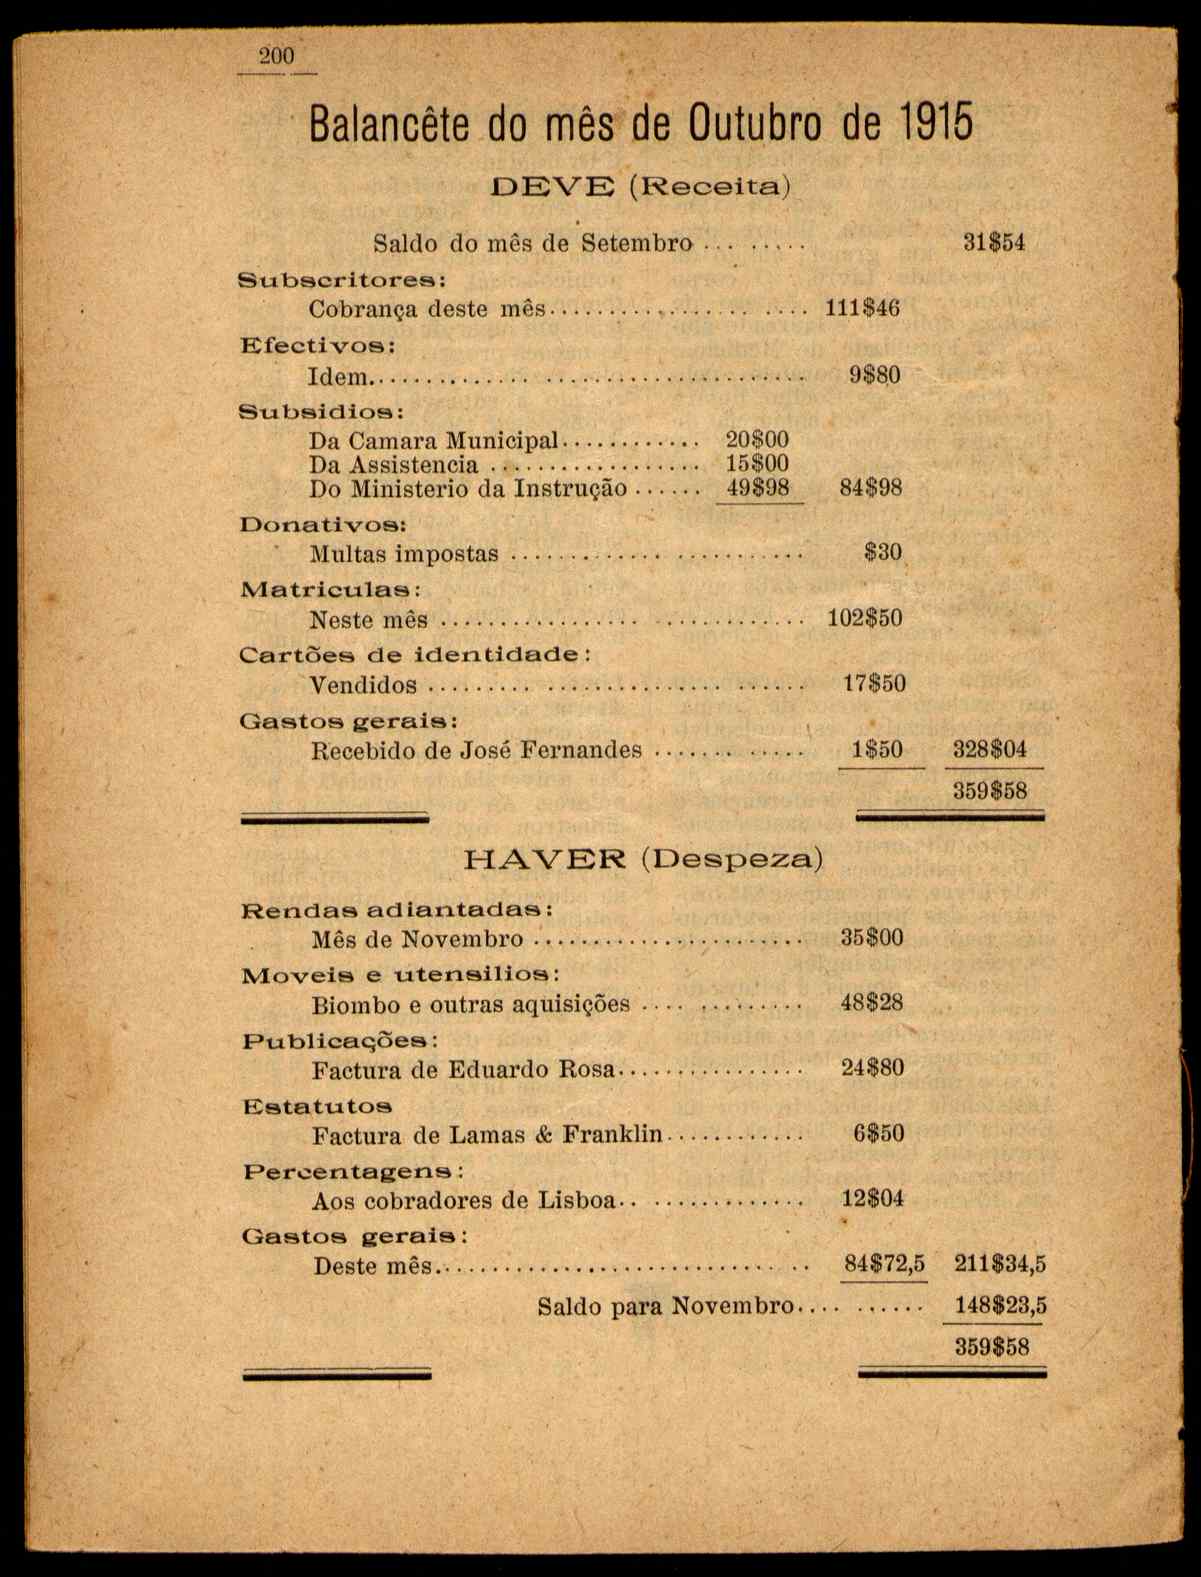 200
Balancête do mês de Outubro de 1915
DEVE (Receita)
Saldo do mês de Setembro ... ...... 31$54
Subscritores:
Cobrança deste mês...................... 111$46
Efectivos:
Idem.................................... 9$80
Subsidios:
Da Camara Municipal............ 20$00
Da Assistencia .................. 15$00
Do Ministerio da Instrução ...... 49$98 84$98
Donativos:
Multas impostas ........................ $30
Matriculas:
Neste mês .............................. 102$50
Cartões de identidade:
Vendidos ............................... 17$50
Gastos gerais:
Recebido de José Fernandes ............ 1$50 328$04
359$58
HAVER (Despeza)
Rendas adiantadas:
Mês de Novembro ....................... 35$00
Moveis e utensilios:
Biombo e outras aquisições .... ......... 48$28
Publicações:
Factura de Eduardo Rosa................ 24$80
Estatutos
Factura de Lamas & Franklin............ 6$50
Percentagens:
Aos cobradores de Lisboa.. ............. 12$04
Gastos gerais:
Deste mês............................... 84$72,5 211$34,5
Saldo para Novembro.... ...... 148$23,5
359$58